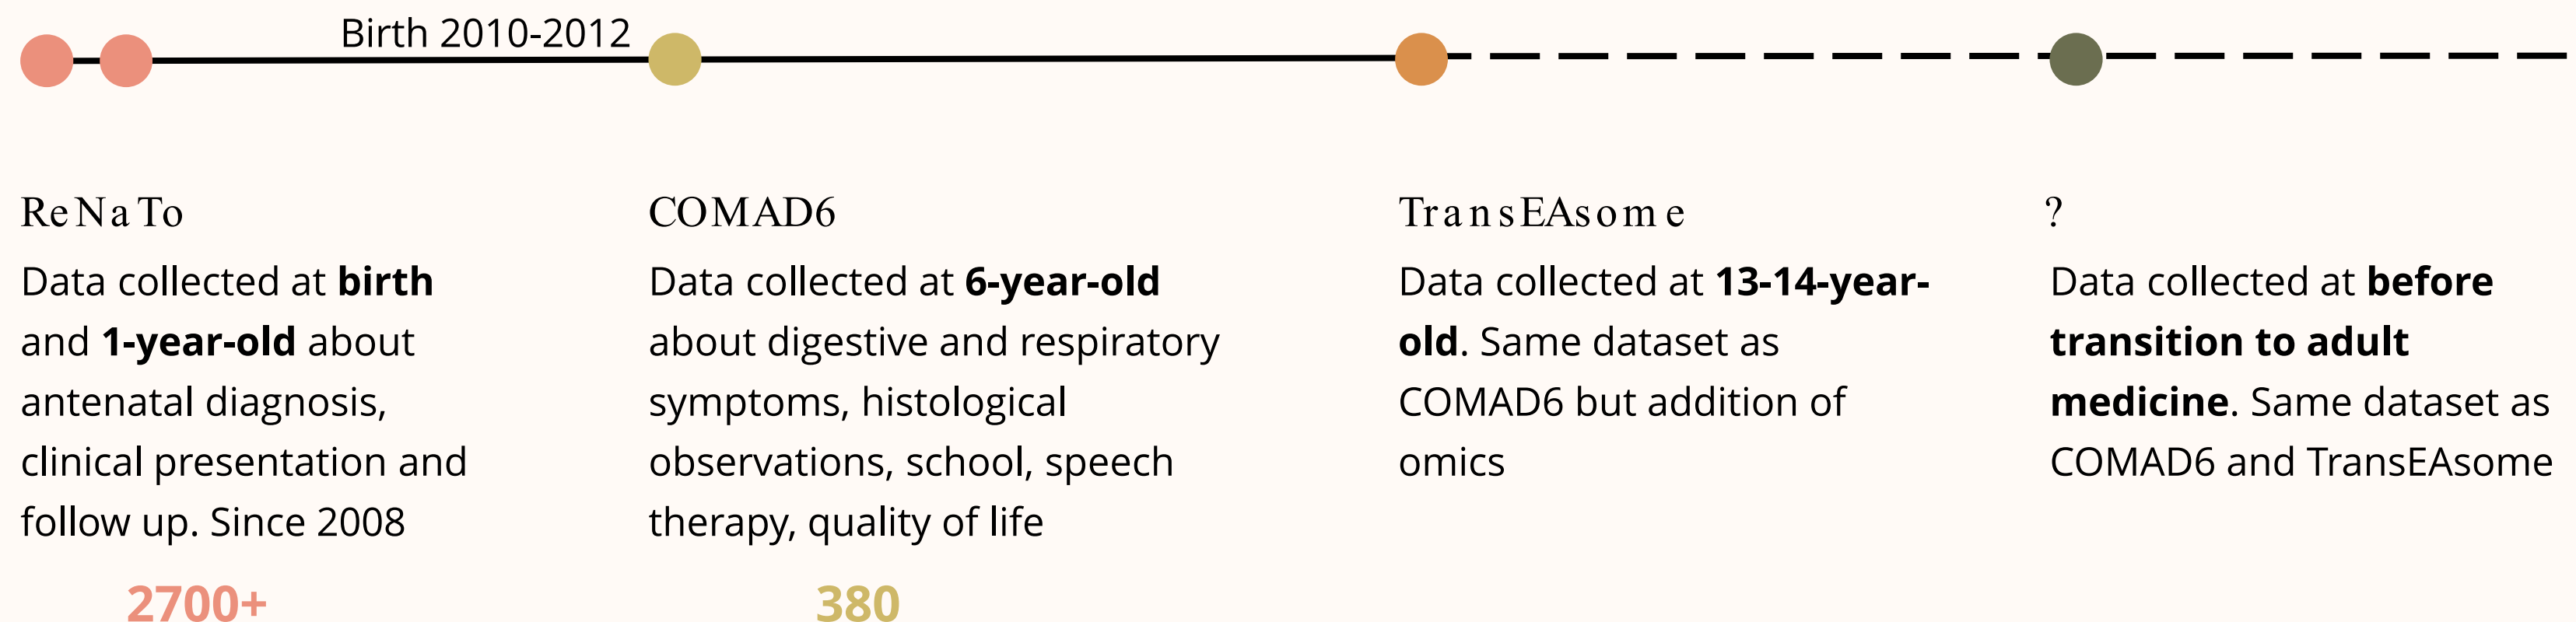 Birth 2010-2012
ReNaTo
Data collected at birth
and 1-year-old about
antenatal diagnosis,
clinical presentation and
follow up. Since 2008
2700+
COMAD6
Data collected at 6-year-old
about digestive and respiratory
symptoms, histological
observations, school, speech
therapy, quality of life
380
TransEAsome
Data collected at 13-14-year-
old. Same dataset as
COMAD6 but addition of
omics
?
Data collected at before
transition to adult
medicine. Same dataset as
COMAD6 and TransEAsome